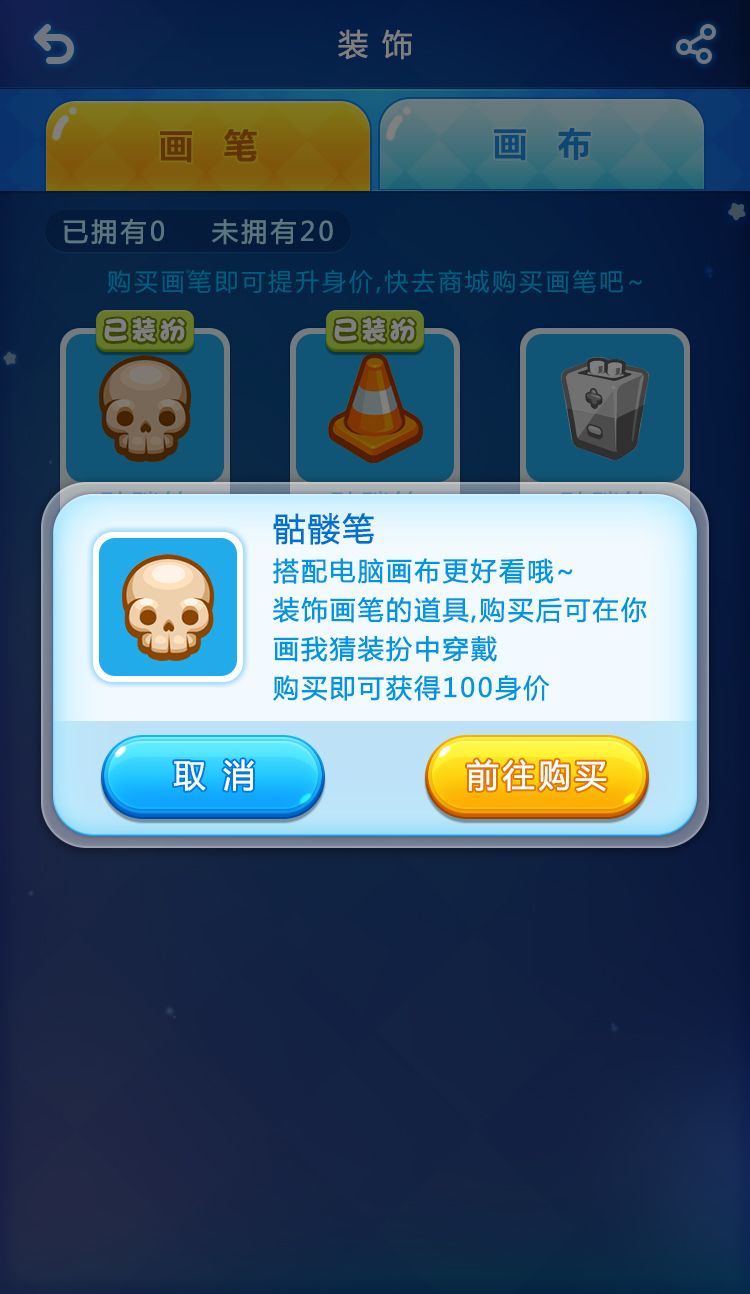 装饰
画笔
画布
已拥有0 未拥有20
购买画笔即可提升身价,快去商城购买画笔吧~
已装扮
已装扮
骷髅笔
搭配电脑画布更好看哦~
装饰画笔的道具,购买后可在你
画我猜装扮中穿戴
购买即可获得100身价
取消
前往购买